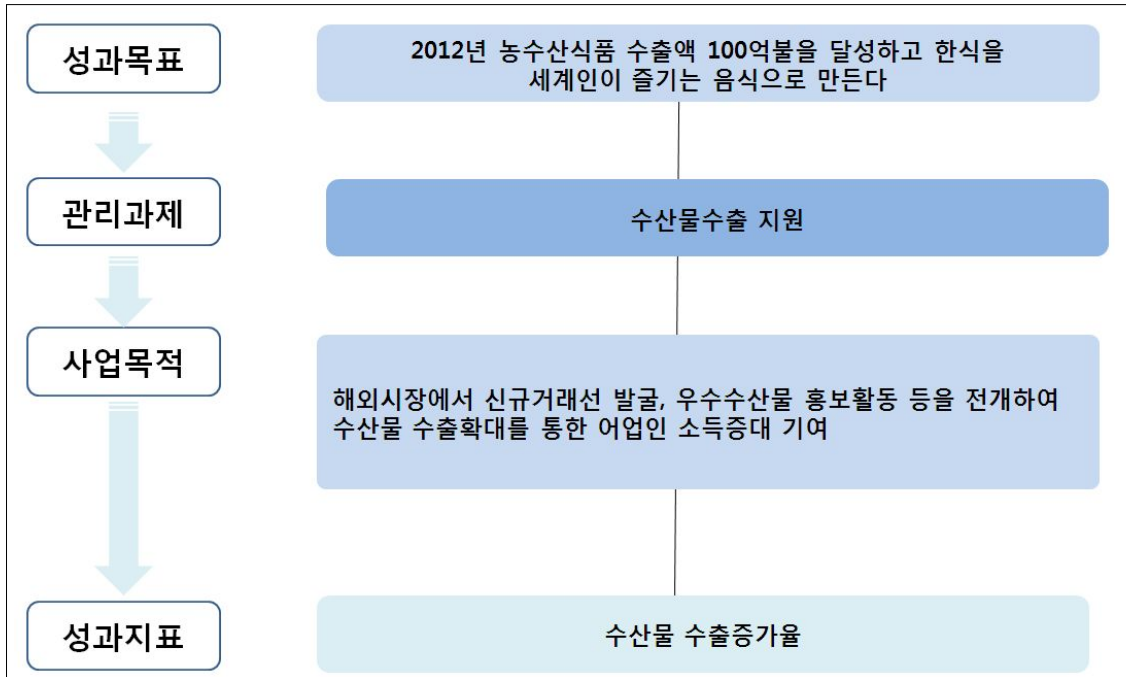 성과목표
2012년 농수산식품 수출액 100억불을 달성하고 한식을
세계인이 즐기는 음식으로 만든다
관리과제
수산물수출 지원
사업목적
해외시장에서 신규거래선 발굴, 우수수산물 홍보활동 등을 전개하여
수산물 수출확대를 통한 어업인 소득증대 기여
성과지표
수산물 수출증가율